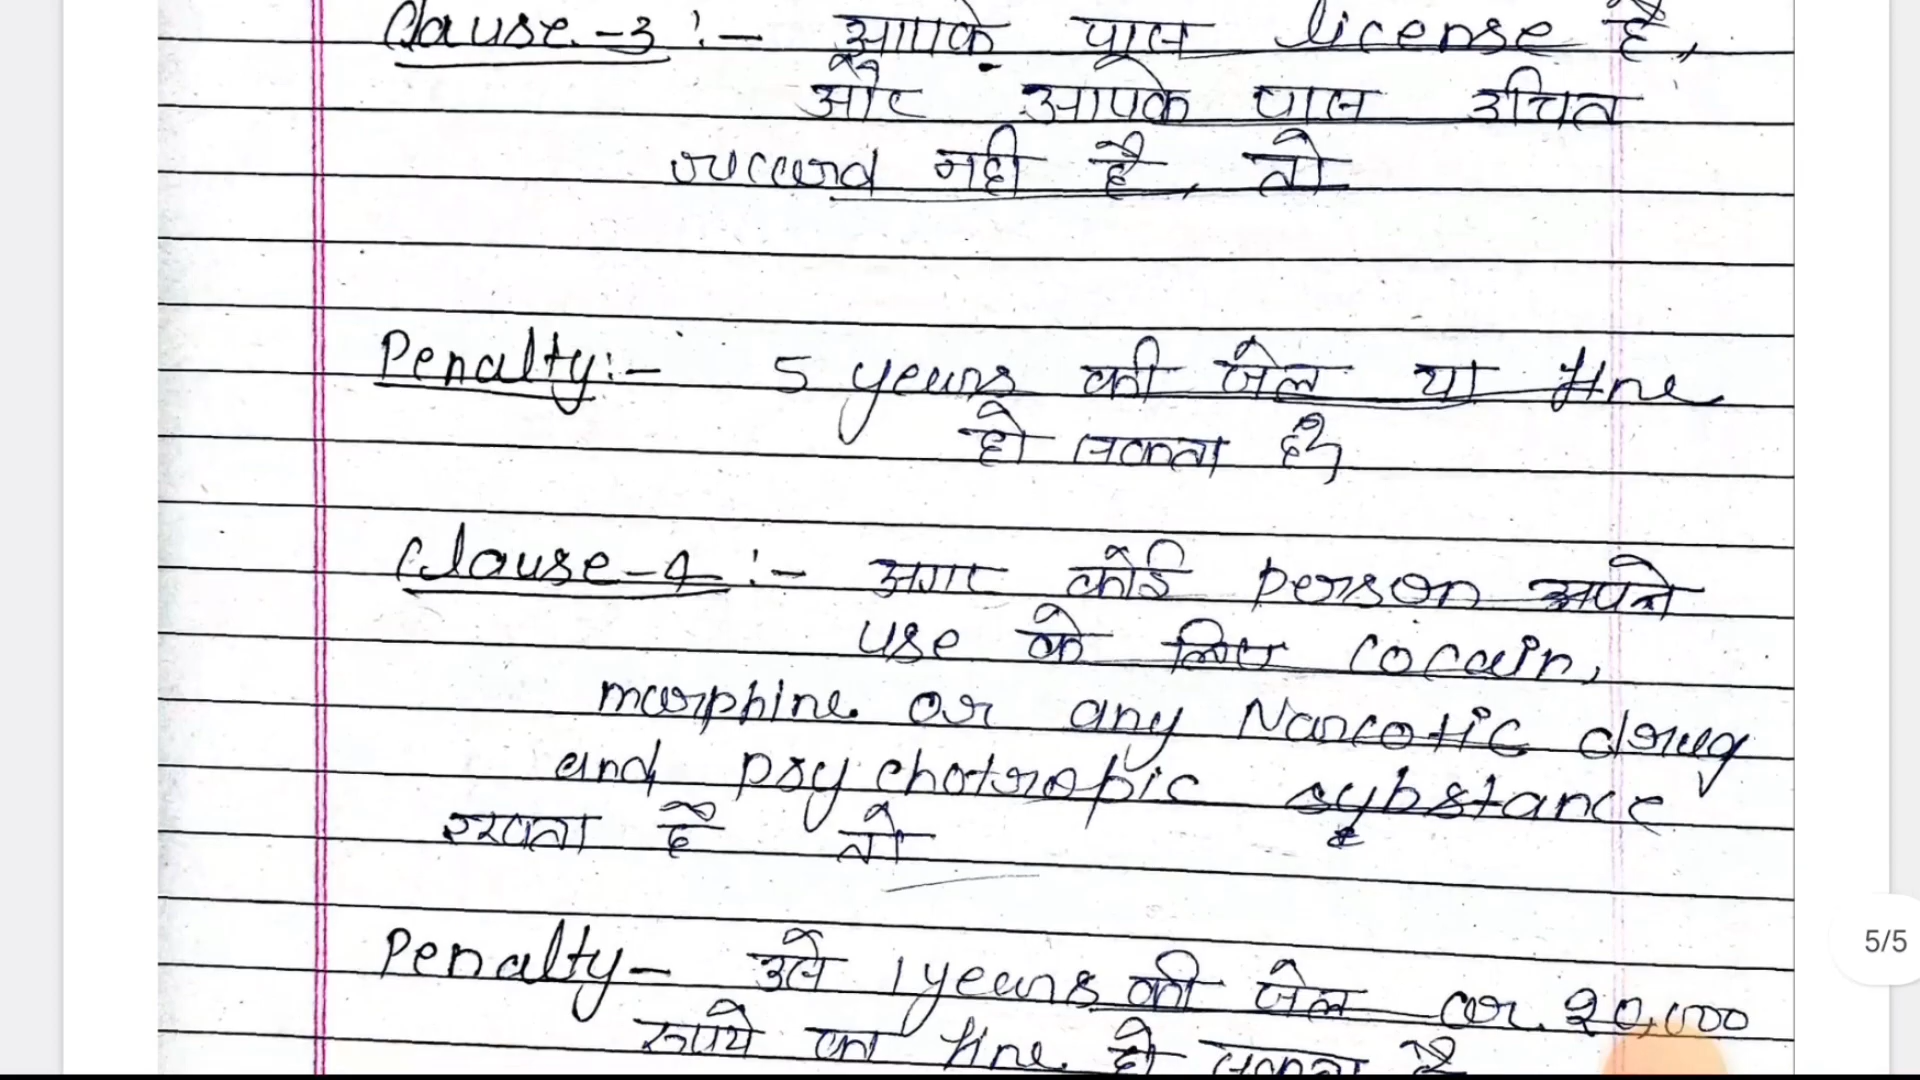 Clause-3 :- आपके पास license है,
और आपके पास उचित
record नही है, तो
Penalty:- 5 years की जेल या fine
हो सकता है,
Clause-4 :- अगर कोई person अपने
use के लिए cocain,
morphine or any Narcotic drug
and psychotropic substance
रखता है तो
5/5
Penalty- उसे 1 years की जेल or 20,000
रूपये का fine हो सकता है